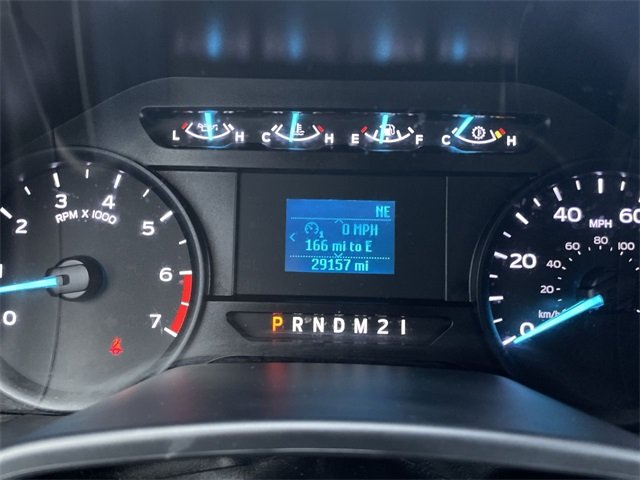 L H C H E F C H
NE
0 MPH
166 mi to E
29157 mi
0 1 2 3 4 5 6 7
RPM X 1000
P R N D M 2 1
0 20 40 60
MPH
20 40 60 80 100
km/h